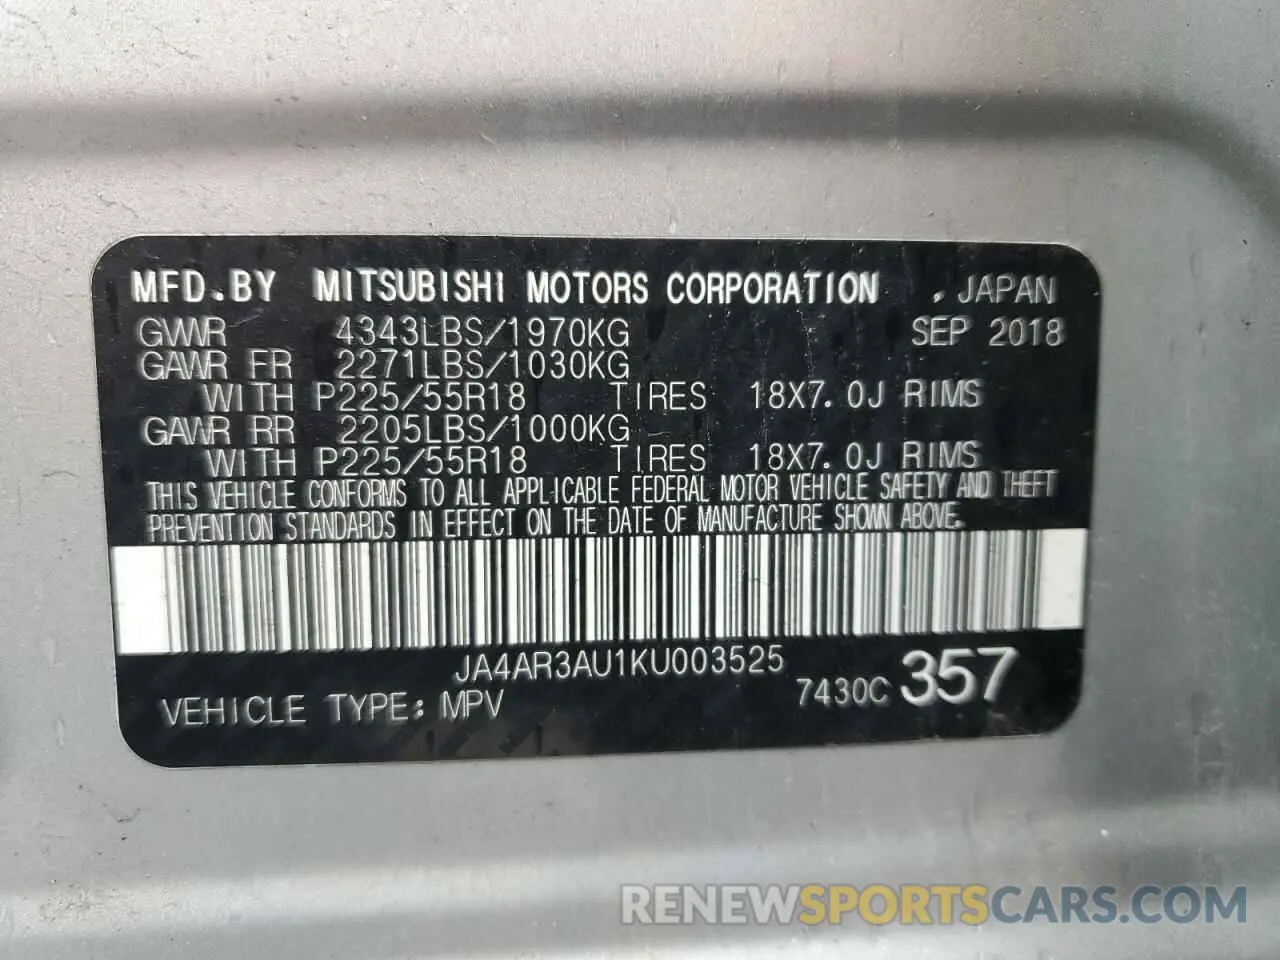 MFD.BY MITSUBISHI MOTORS CORPORATION , JAPAN
GVWR 4343LBS/1970KG SEP 2018
GAWR FR 2271LBS/1030KG
WITH P225/55R18 TIRES 18X7.0J RIMS
GAWR RR 2205LBS/1000KG
WITH P225/55R18 TIRES 18X7.0J RIMS
THIS VEHICLE CONFORMS TO ALL APPLICABLE FEDERAL MOTOR VEHICLE SAFETY AND THEFT
PREVENTION STANDARDS IN EFFECT ON THE DATE OF MANUFACTURE SHOWN ABOVE.
JA4AR3AU1KU003525
VEHICLE TYPE: MPV 7430C 357
RENEWSPORTSCARS.COM